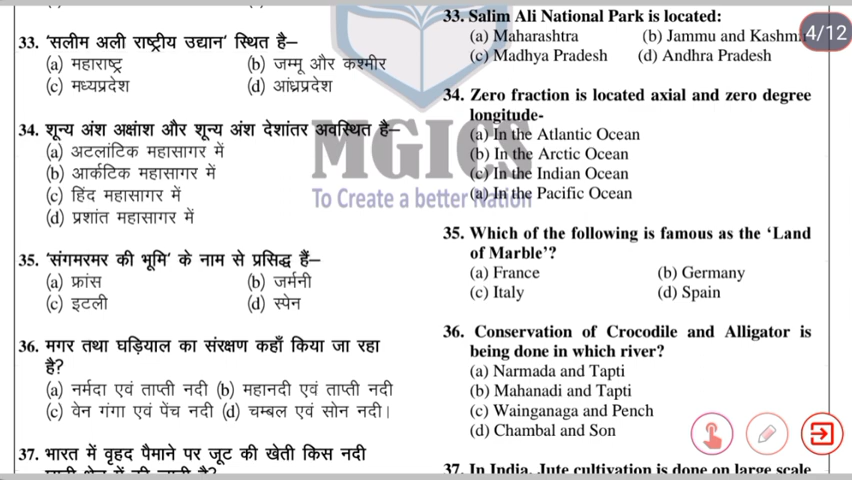 33. 'सलीम अली राष्ट्रीय उद्यान' स्थित है–
(a) महाराष्ट्र (b) जम्मू और कश्मीर
(c) मध्यप्रदेश (d) आंध्रप्रदेश
34. शून्य अंश अक्षांश और शून्य अंश देशांतर अवस्थित है–
(a) अटलांटिक महासागर में
(b) आर्कटिक महासागर में
(c) हिंद महासागर में
(d) प्रशांत महासागर में
35. 'संगमरमर की भूमि' के नाम से प्रसिद्ध हैं–
(a) फ्रांस (b) जर्मनी
(c) इटली (d) स्पेन
36. मगर तथा घड़ियाल का संरक्षण कहाँ किया जा रहा
है?
(a) नर्मदा एवं ताप्ती नदी (b) महानदी एवं ताप्ती नदी
(c) वेन गंगा एवं पेंच नदी (d) चम्बल एवं सोन नदी।
37. भारत में वृहद पैमाने पर जूट की खेती किस नदी
33. Salim Ali National Park is located:
(a) Maharashtra (b) Jammu and
(c) Madhya Pradesh (d) Andhra Pradesh
34. Zero fraction is located axial and zero degree
longitude-
(a) In the Atlantic Ocean
(b) In the Arctic Ocean
(c) In the Indian Ocean
(a) In the Pacific Ocean
35. Which of the following is famous as the 'Land
of Marble'?
(a) France (b) Germany
(c) Italy (d) Spain
36. Conservation of Crocodile and Alligator is
being done in which river?
(a) Narmada and Tapti
(b) Mahanadi and Tapti
(c) Wainganaga and Pench
(d) Chambal and Son
37. In India, Jute cultivation is done on large scale
MGICS
To Create a better Nation
4/12